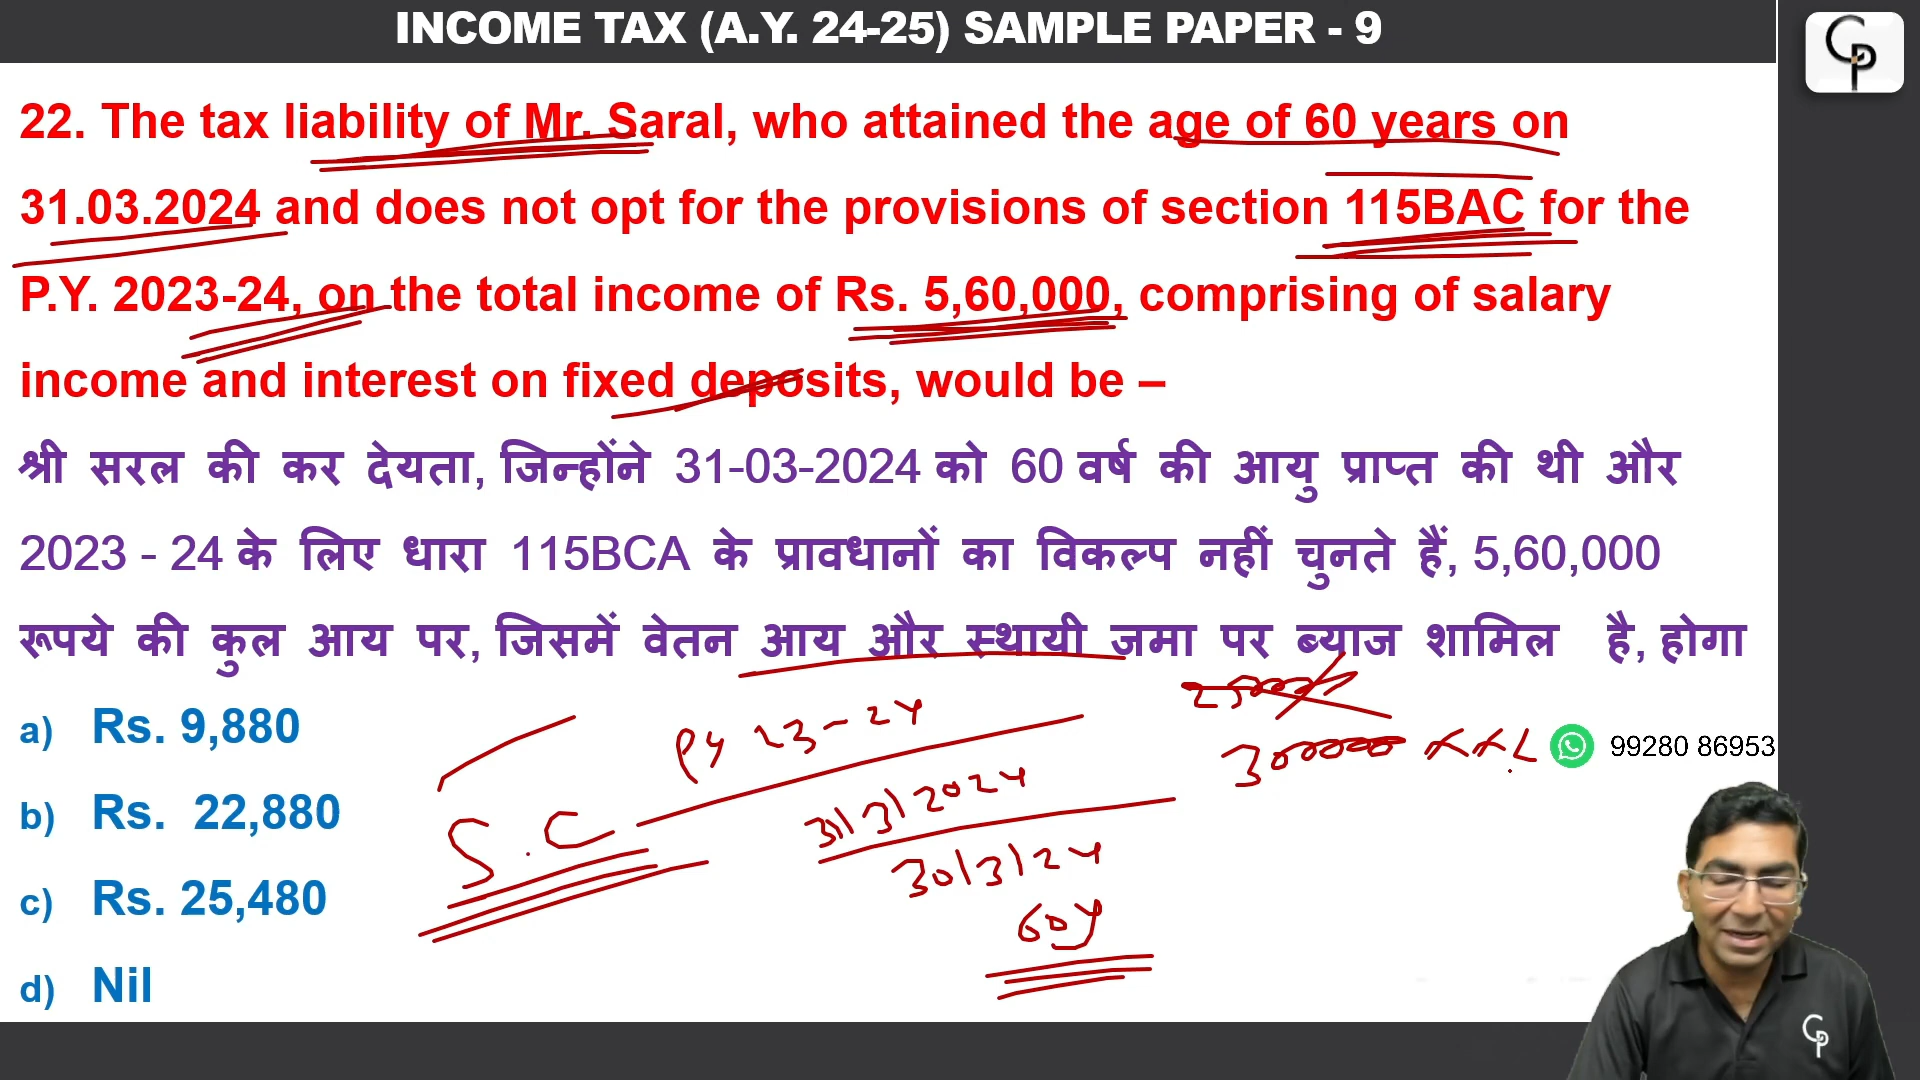 INCOME TAX (A.Y. 24-25) SAMPLE PAPER - 9
CP
22. The tax liability of Mr. Saral, who attained the age of 60 years on
31.03.2024 and does not opt for the provisions of section 115BAC for the
P.Y. 2023-24, on the total income of Rs. 5,60,000, comprising of salary
income and interest on fixed deposits, would be –
श्री सरल की कर देयता, जिन्होंने 31-03-2024 को 60 वर्ष की आयु प्राप्त की थी और
2023 - 24 के लिए धारा 115BCA के प्रावधानों का विकल्प नहीं चुनते हैं, 5,60,000
रूपये की कुल आय पर, जिसमें वेतन आय और स्थायी जमा पर ब्याज शामिल है, होगा
a) Rs. 9,880
b) Rs. 22,880
c) Rs. 25,480
d) Nil
PY 23-24
S.C
31/3/2024
30/3/24
60y
300000
99280 86953
CP